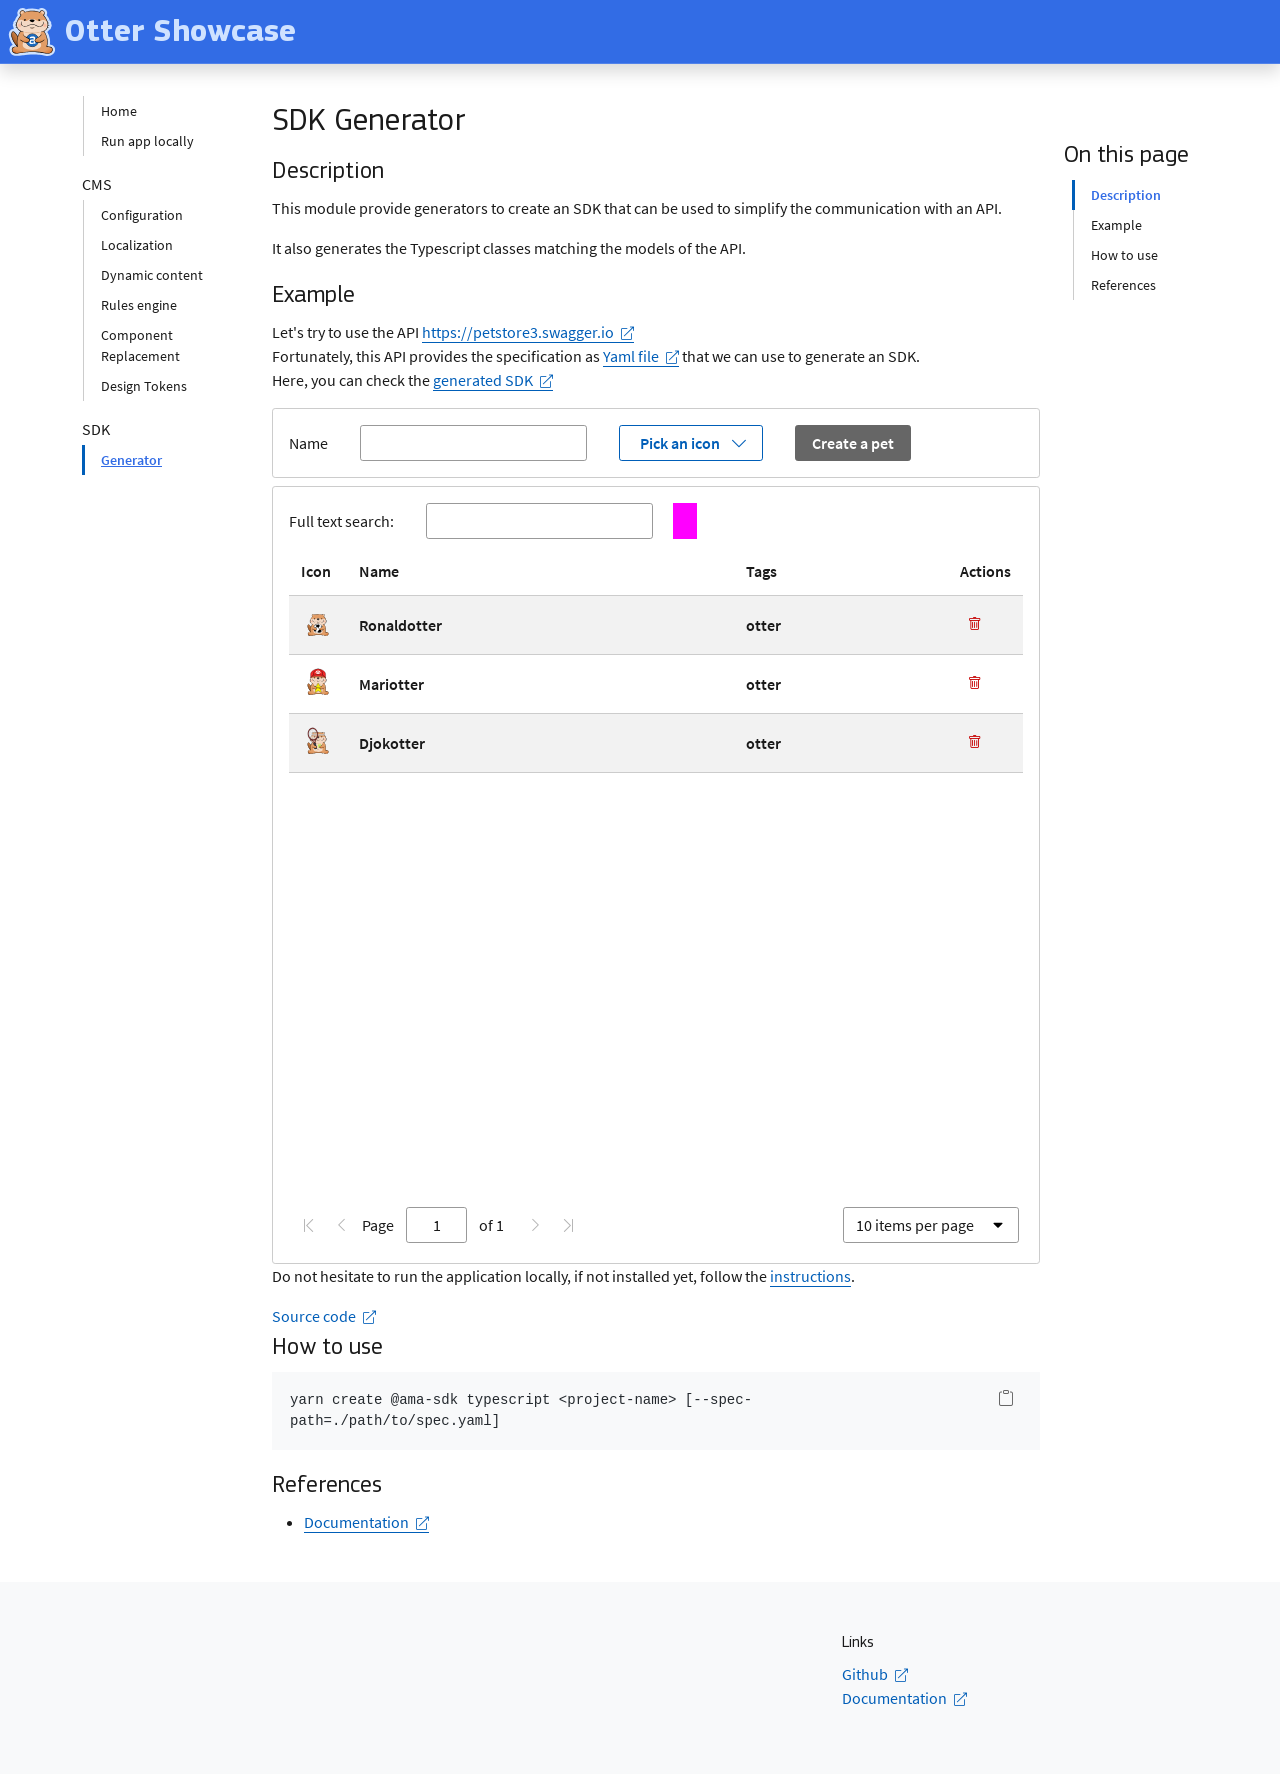 Otter Showcase
Home
Run app locally
CMS
Configuration
Localization
Dynamic content
Rules engine
Component
Replacement
Design Tokens
SDK
Generator
SDK Generator
Description
This module provide generators to create an SDK that can be used to simplify the communication with an API.
It also generates the Typescript classes matching the models of the API.
Example
Let's try to use the API https://petstore3.swagger.io
Fortunately, this API provides the specification as Yaml file that we can use to generate an SDK.
Here, you can check the generated SDK
Name Pick an icon Create a pet
Full text search:
Icon Name Tags Actions
Ronaldotter otter
Mariotter otter
Djokotter otter
Page 1 of 1 10 items per page
Do not hesitate to run the application locally, if not installed yet, follow the instructions.
Source code
How to use
yarn create @ama-sdk typescript <project-name> [--spec-
path=./path/to/spec.yaml]
References
Documentation
On this page
Description
Example
How to use
References
Links
Github
Documentation